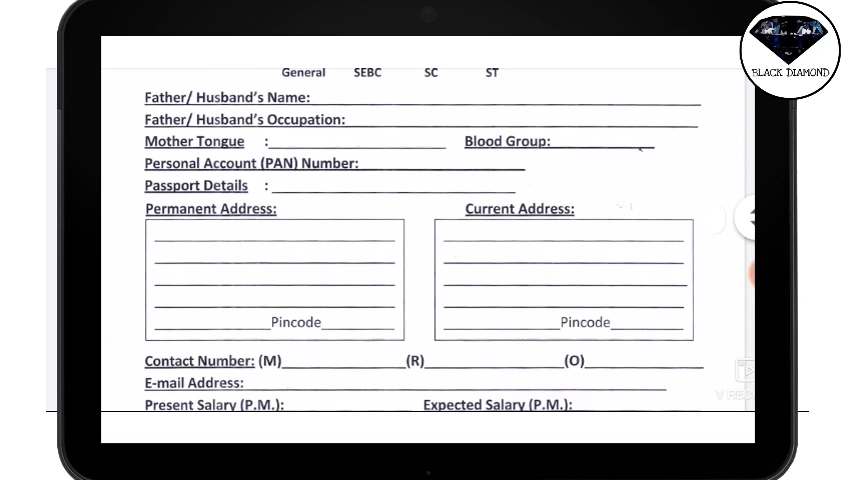 BLACK DIAMOND
General SEBC SC ST
Father/ Husband's Name:
Father/ Husband's Occupation:
Mother Tongue : Blood Group:
Personal Account (PAN) Number:
Passport Details :
Permanent Address: Current Address:
Pincode Pincode
Contact Number: (M) (R) (O)
E-mail Address:
Present Salary (P.M.): Expected Salary (P.M.):